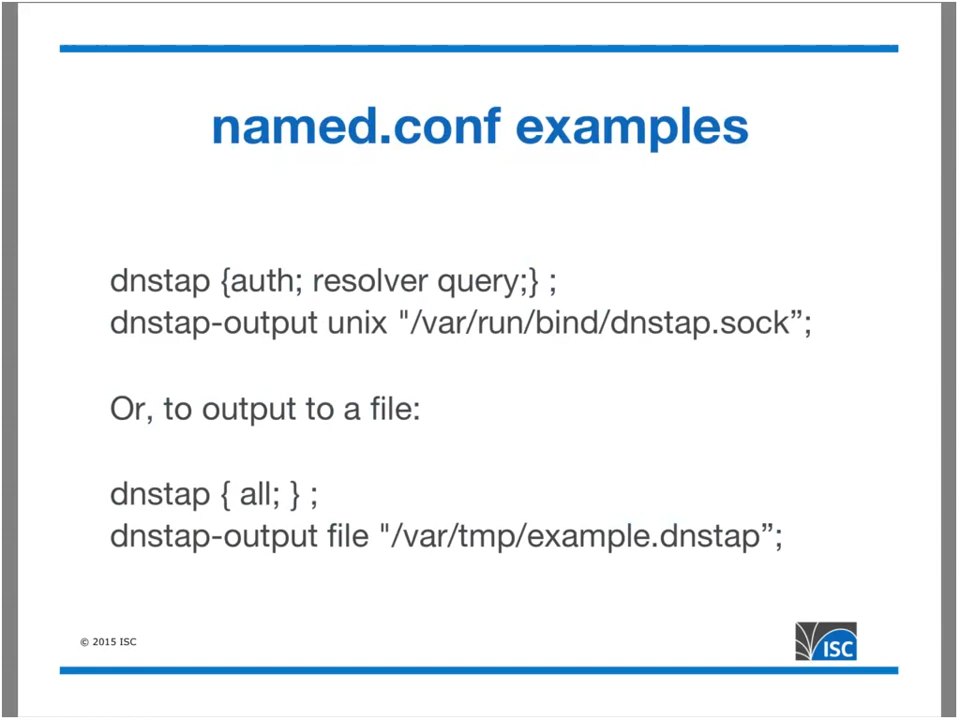 named.conf examples
dnstap {auth; resolver query;} ;
dnstap-output unix "/var/run/bind/dnstap.sock”;
Or, to output to a file:
dnstap { all; } ;
dnstap-output file "/var/tmp/example.dnstap”;
© 2015 ISC
ISC